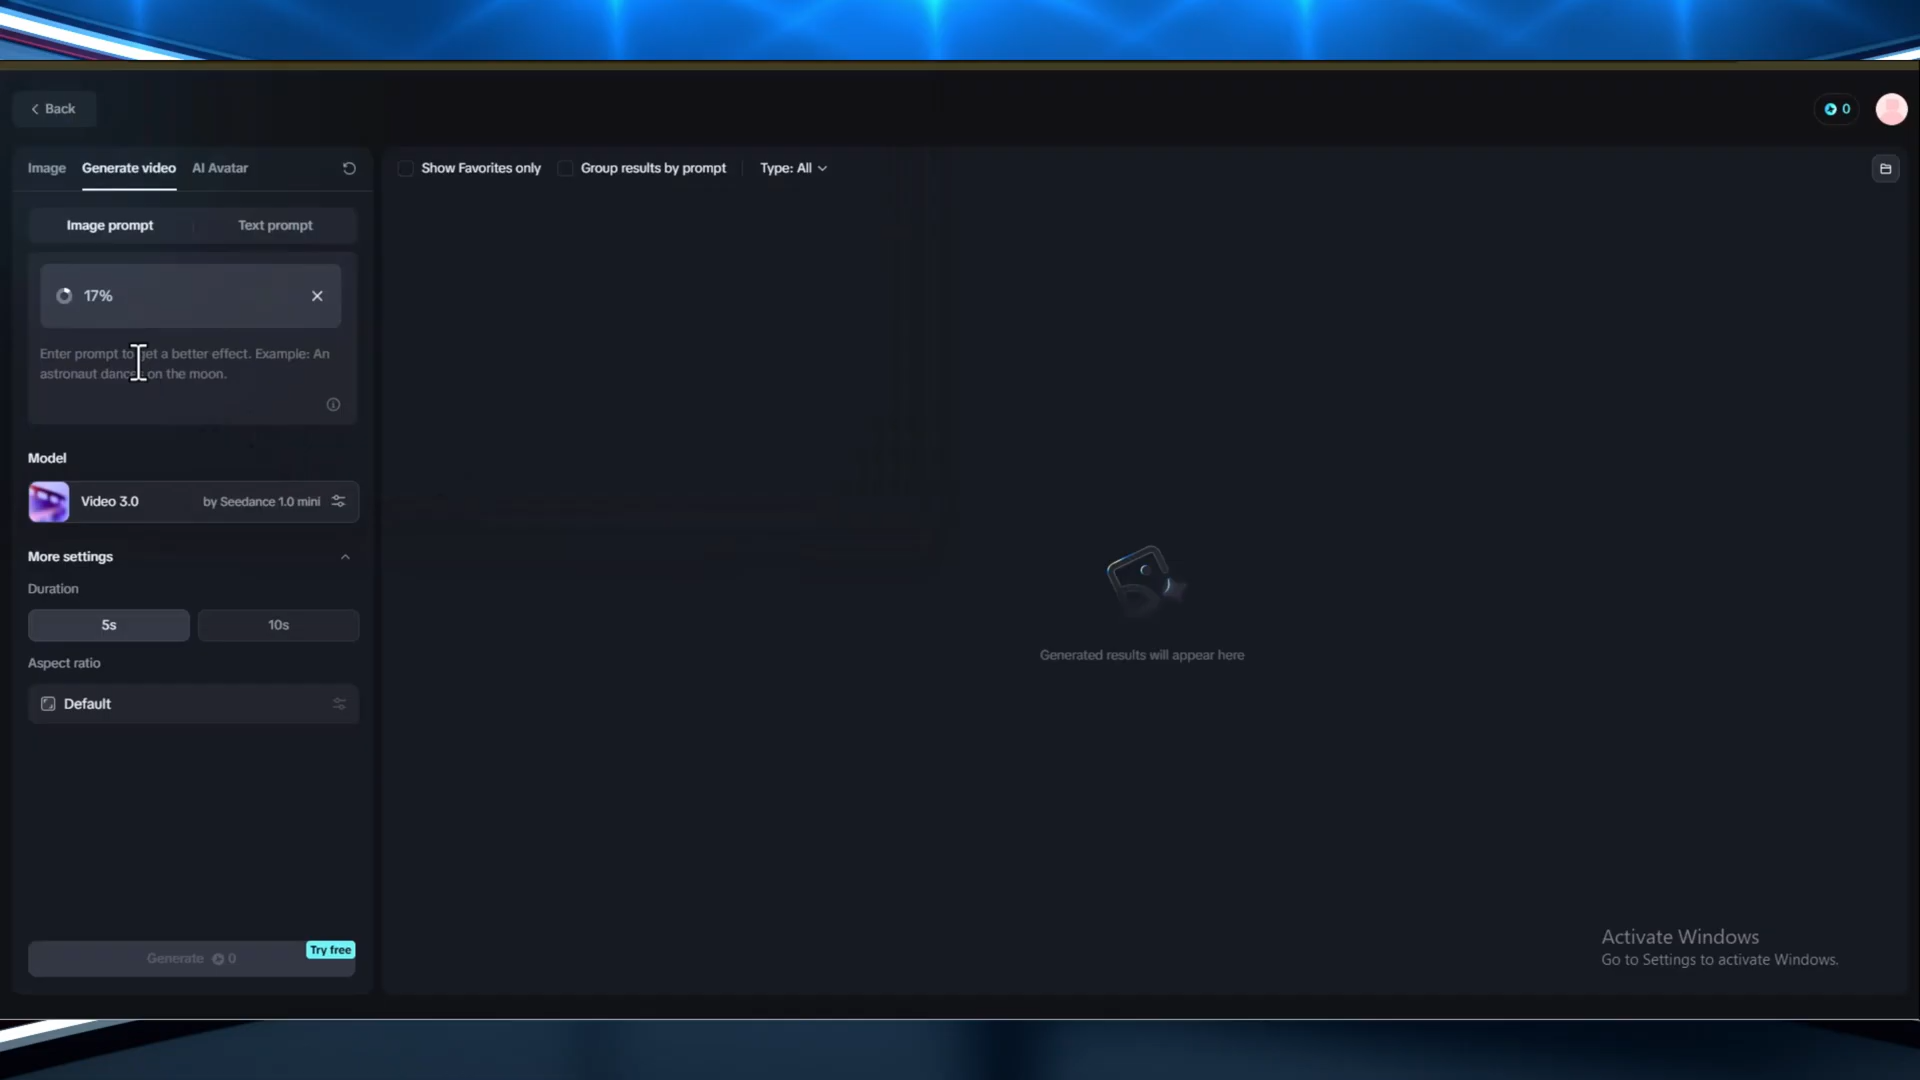 Back
0
Image Generate video AI Avatar
Show Favorites only Group results by prompt Type: All
Image prompt Text prompt
17%
Enter prompt to get a better effect. Example: An
astronaut dances on the moon.
Model
Video 3.0 by Seedance 1.0 mini
More settings
Duration
5s 10s
Aspect ratio
Default
Generated results will appear here
Try free
Generate 0
Activate Windows
Go to Settings to activate Windows.